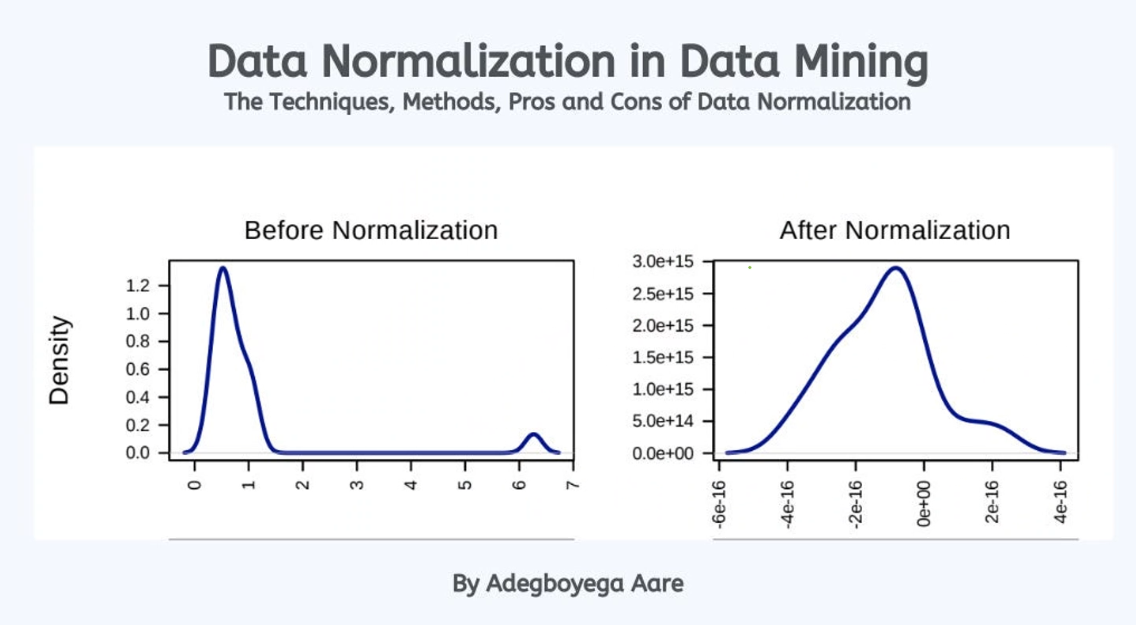 Data Normalization in Data Mining
The Techniques, Methods, Pros and Cons of Data Normalization
Before Normalization
Density
1.2
1.0
0.8
0.6
0.4
0.2
0.0
0 1 2 3 4 5 6 7
After Normalization
3.0e+15
2.5e+15
2.0e+15
1.5e+15
1.0e+15
5.0e+14
0.0e+00
-6e-16 -4e-16 -2e-16 0e+00 2e-16 4e-16
By Adegboyega Aare